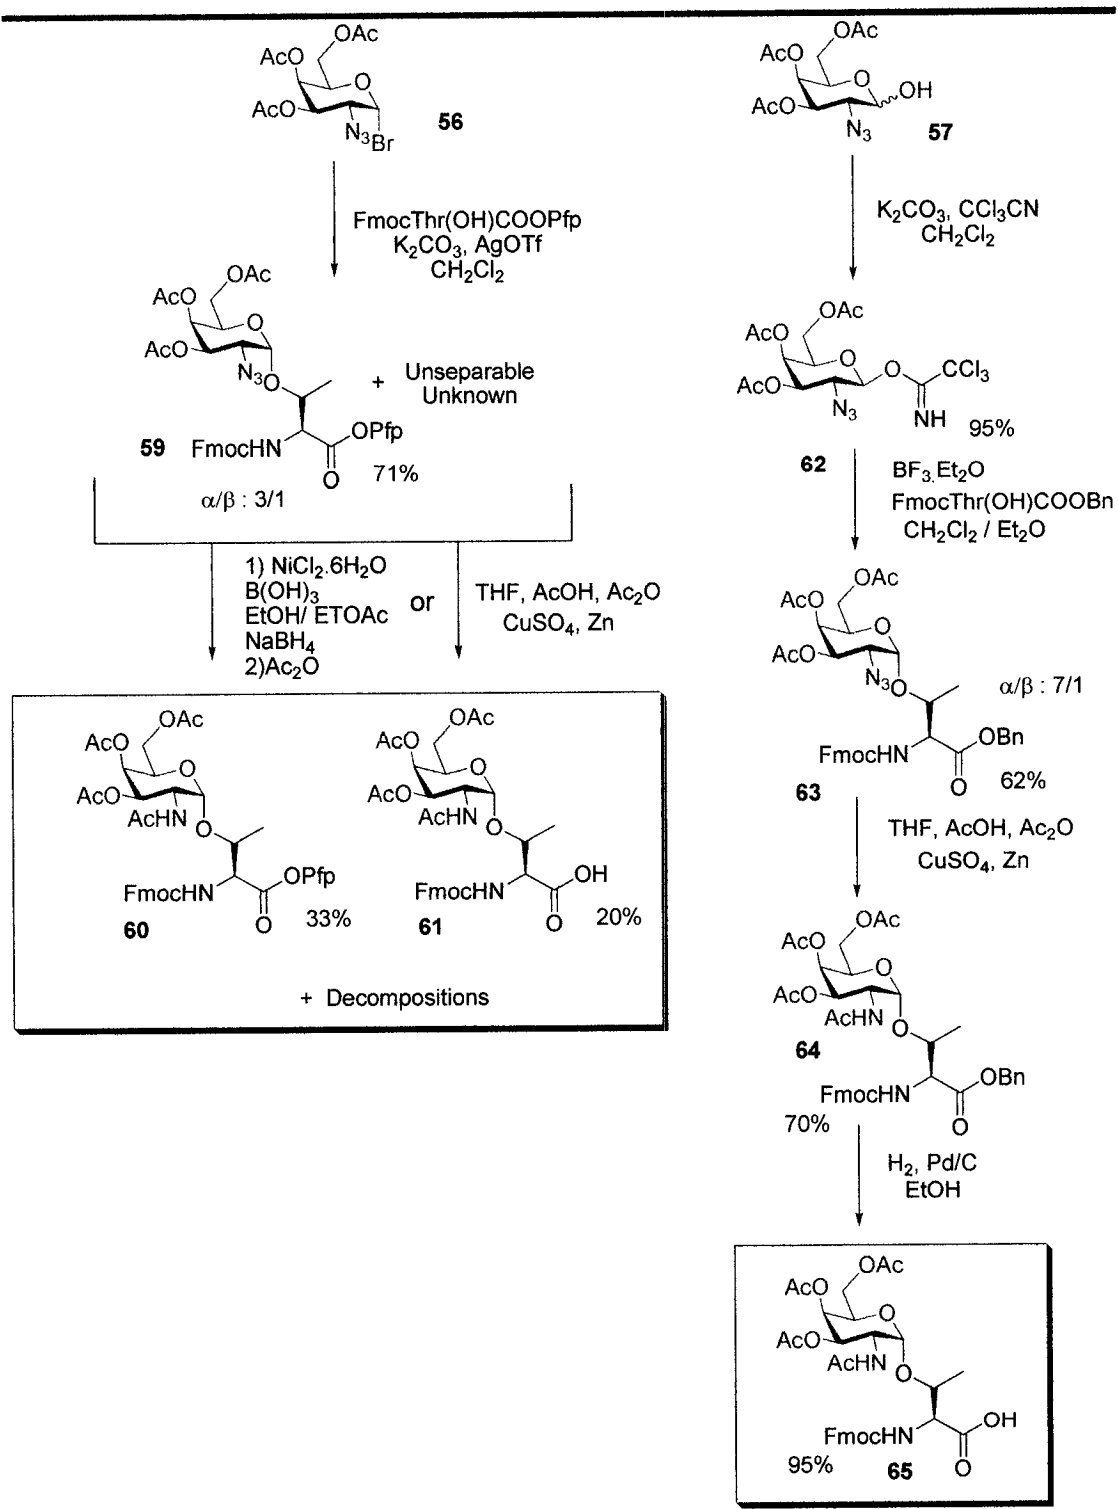 OAc
AcO
O
AcO
N₃
Br
56
FmocThr(OH)COOPfp
K₂CO₃, AgOTf
CH₂Cl₂
OAc
AcO
O
AcO
N₃
O
+ Unseparable
Unknown
59
FmocHN
OPfp
O
71%
α/β : 3/1
1) NiCl₂.6H₂O
B(OH)₃
EtOH/ ETOAc
NaBH₄
2)Ac₂O
or
THF, AcOH, Ac₂O
CuSO₄, Zn
OAc
AcO
O
AcO
AcHN
O
FmocHN
OPfp
O
60
33%
OAc
AcO
O
AcO
AcHN
O
FmocHN
OH
O
61
20%
+ Decompositions
OAc
AcO
O
AcO
OH
N₃
57
K₂CO₃, CCl₃CN
CH₂Cl₂
OAc
AcO
O
O
CCl₃
AcO
N₃
NH
95%
62
BF₃.Et₂O
FmocThr(OH)COOBn
CH₂Cl₂ / Et₂O
OAc
AcO
O
AcO
N₃
O
α/β : 7/1
FmocHN
OBn
O
63
62%
THF, AcOH, Ac₂O
CuSO₄, Zn
OAc
AcO
O
AcO
AcHN
O
64
FmocHN
OBn
O
70%
H₂, Pd/C
EtOH
OAc
AcO
O
AcO
AcHN
O
FmocHN
OH
O
95%
65